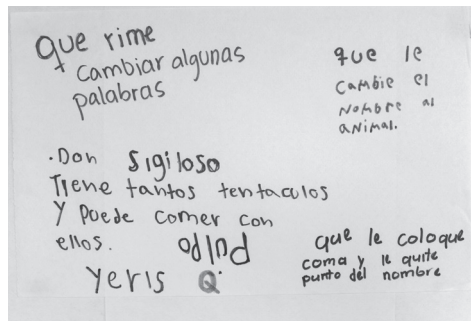 que rime
+ cambiar algunas
palabras
que le
cambie el
nombre al
animal.
.Don sigiloso
Tiene tantos tentaculos
Y puede comer con
ellos.
Pulpo
Yeris Q.
que le coloque
coma y le quite
punto del nombre